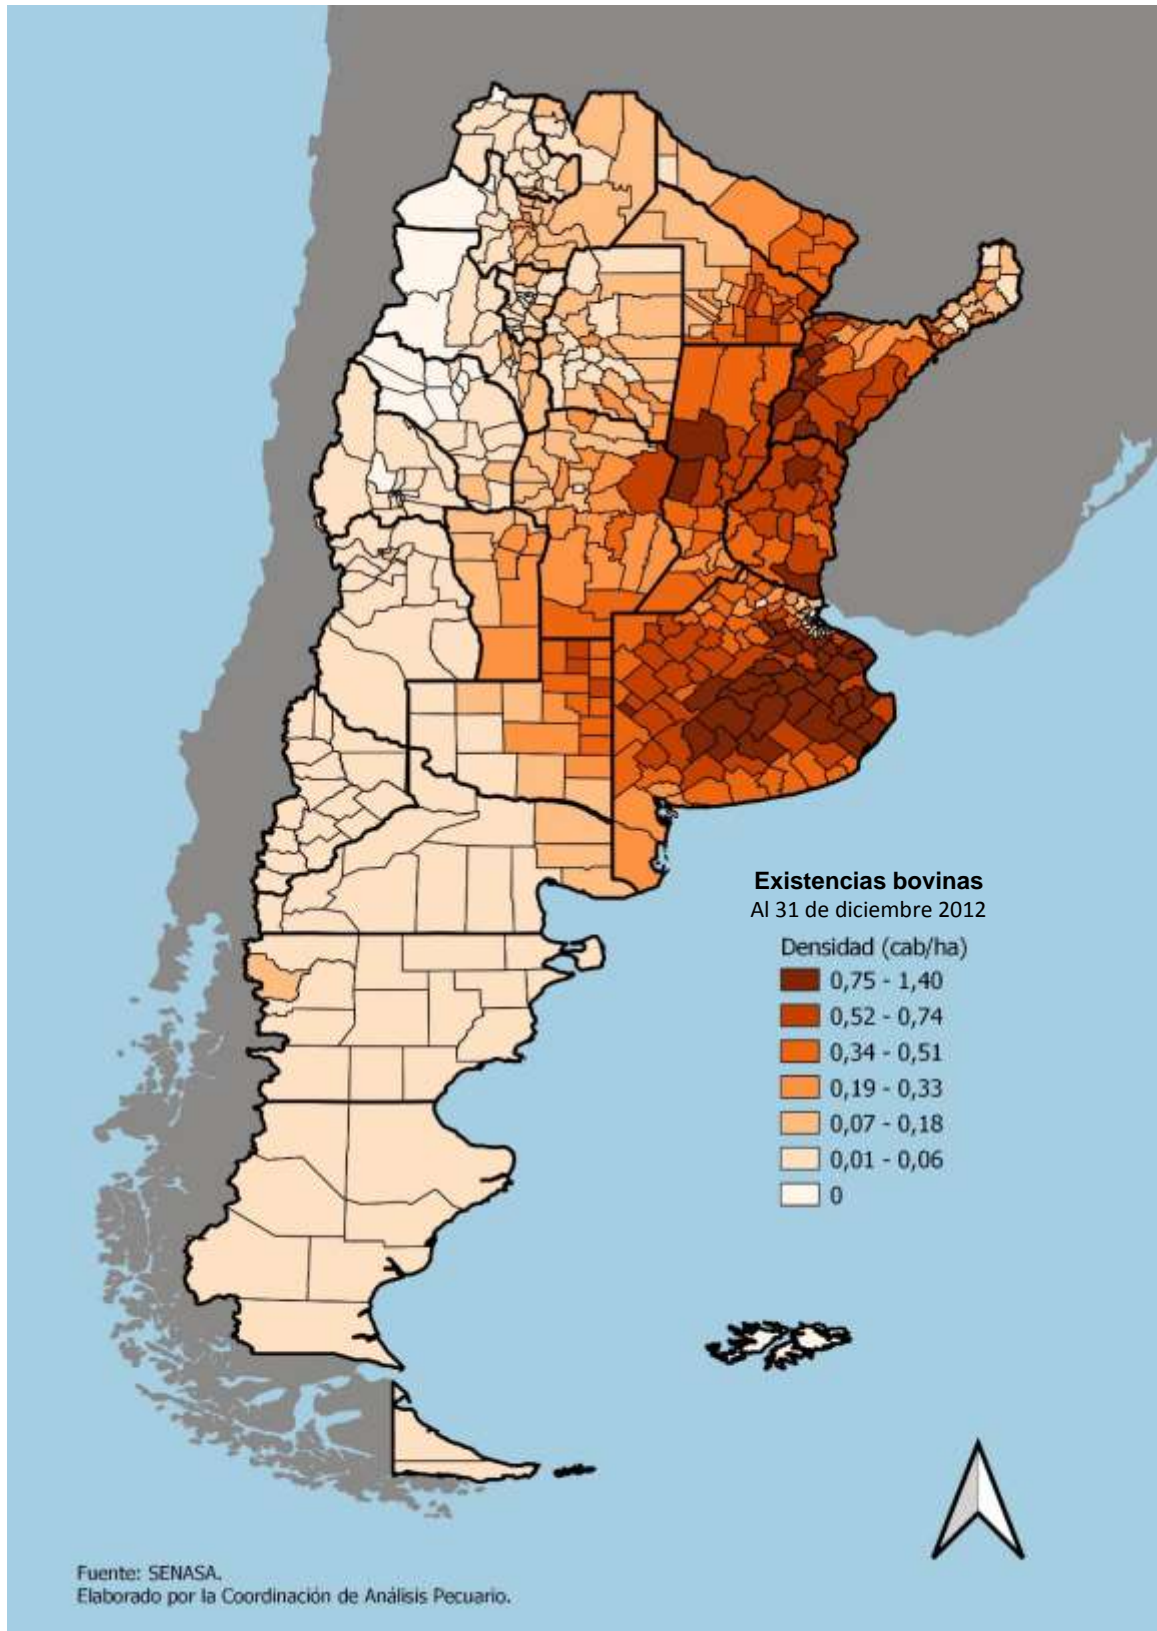 Existencias bovinas
Al 31 de diciembre 2012
Densidad (cab/ha)
0,75 - 1,40
0,52 - 0,74
0,34 - 0,51
0,19 - 0,33
0,07 - 0,18
0,01 - 0,06
0
Fuente: SENASA.
Elaborado por la Coordinación de Análisis Pecuario.